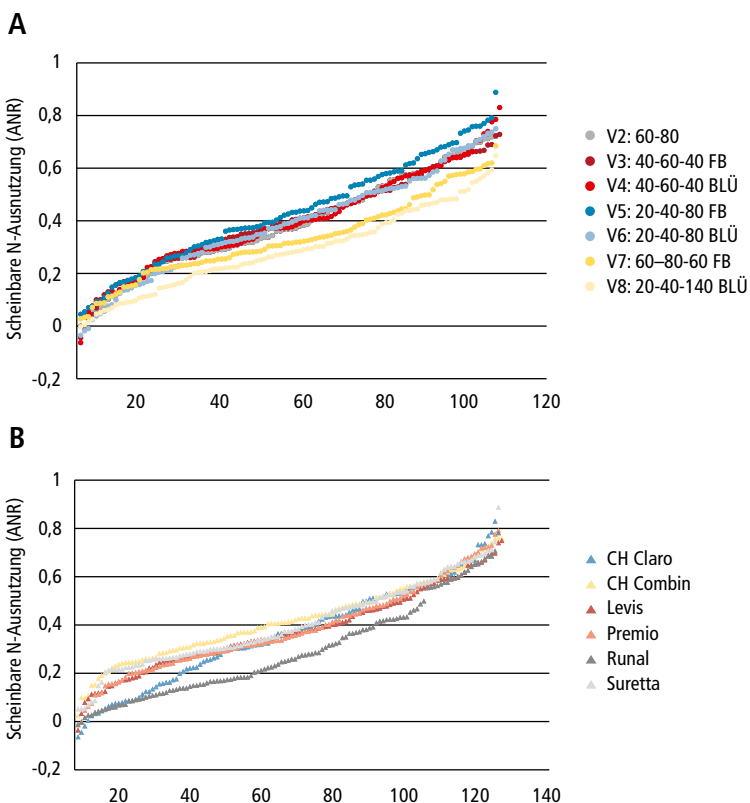 A
Scheinbare N-Ausnutzung (ANR)
1
0,8
0,6
0,4
0,2
0
-0,2
20 40 60 80 100 120
V2: 60-80
V3: 40-60-40 FB
V4: 40-60-40 BLÜ
V5: 20-40-80 FB
V6: 20-40-80 BLÜ
V7: 60–80-60 FB
V8: 20-40-140 BLÜ
B
Scheinbare N-Ausnutzung (ANR)
1
0,8
0,6
0,4
0,2
0
-0,2
20 40 60 80 100 120 140
CH Claro
CH Combin
Levis
Premio
Runal
Suretta